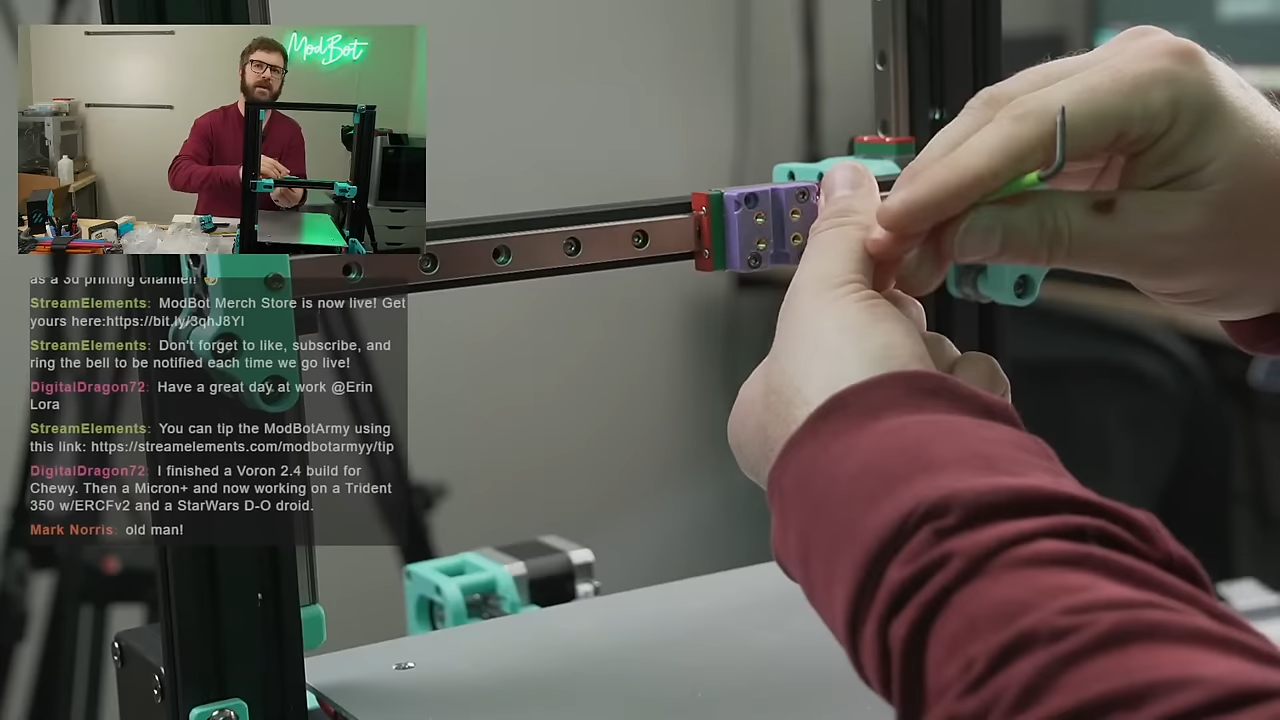 ModBot
as a 3d printing channel!
StreamElements: ModBot Merch Store is now live! Get
yours here:https://bit.ly/3qhJ8YI
StreamElements: Don't forget to like, subscribe, and
ring the bell to be notified each time we go live!
DigitalDragon72: Have a great day at work @Erin
Lora
StreamElements: You can tip the ModBotArmy using
this link: https://streamelements.com/modbotarmyy/tip
DigitalDragon72: I finished a Voron 2.4 build for
Chewy. Then a Micron+ and now working on a Trident
350 w/ERCFv2 and a StarWars D-O droid.
Mark Norris: old man!